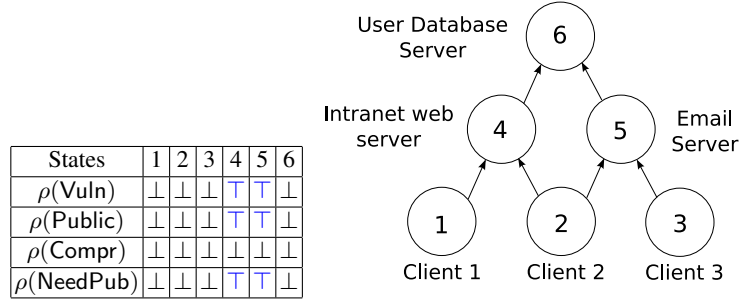 States 1 2 3 4 5 6
ρ(Vuln) ⊥ ⊥ ⊥ ⊤ ⊤ ⊥
ρ(Public) ⊥ ⊥ ⊥ ⊤ ⊤ ⊥
ρ(Compr) ⊥ ⊥ ⊥ ⊥ ⊥ ⊥
ρ(NeedPub) ⊥ ⊥ ⊥ ⊤ ⊤ ⊥
User Database
Server
6
Intranet web
server
4
5
Email
Server
1
2
3
Client 1
Client 2
Client 3